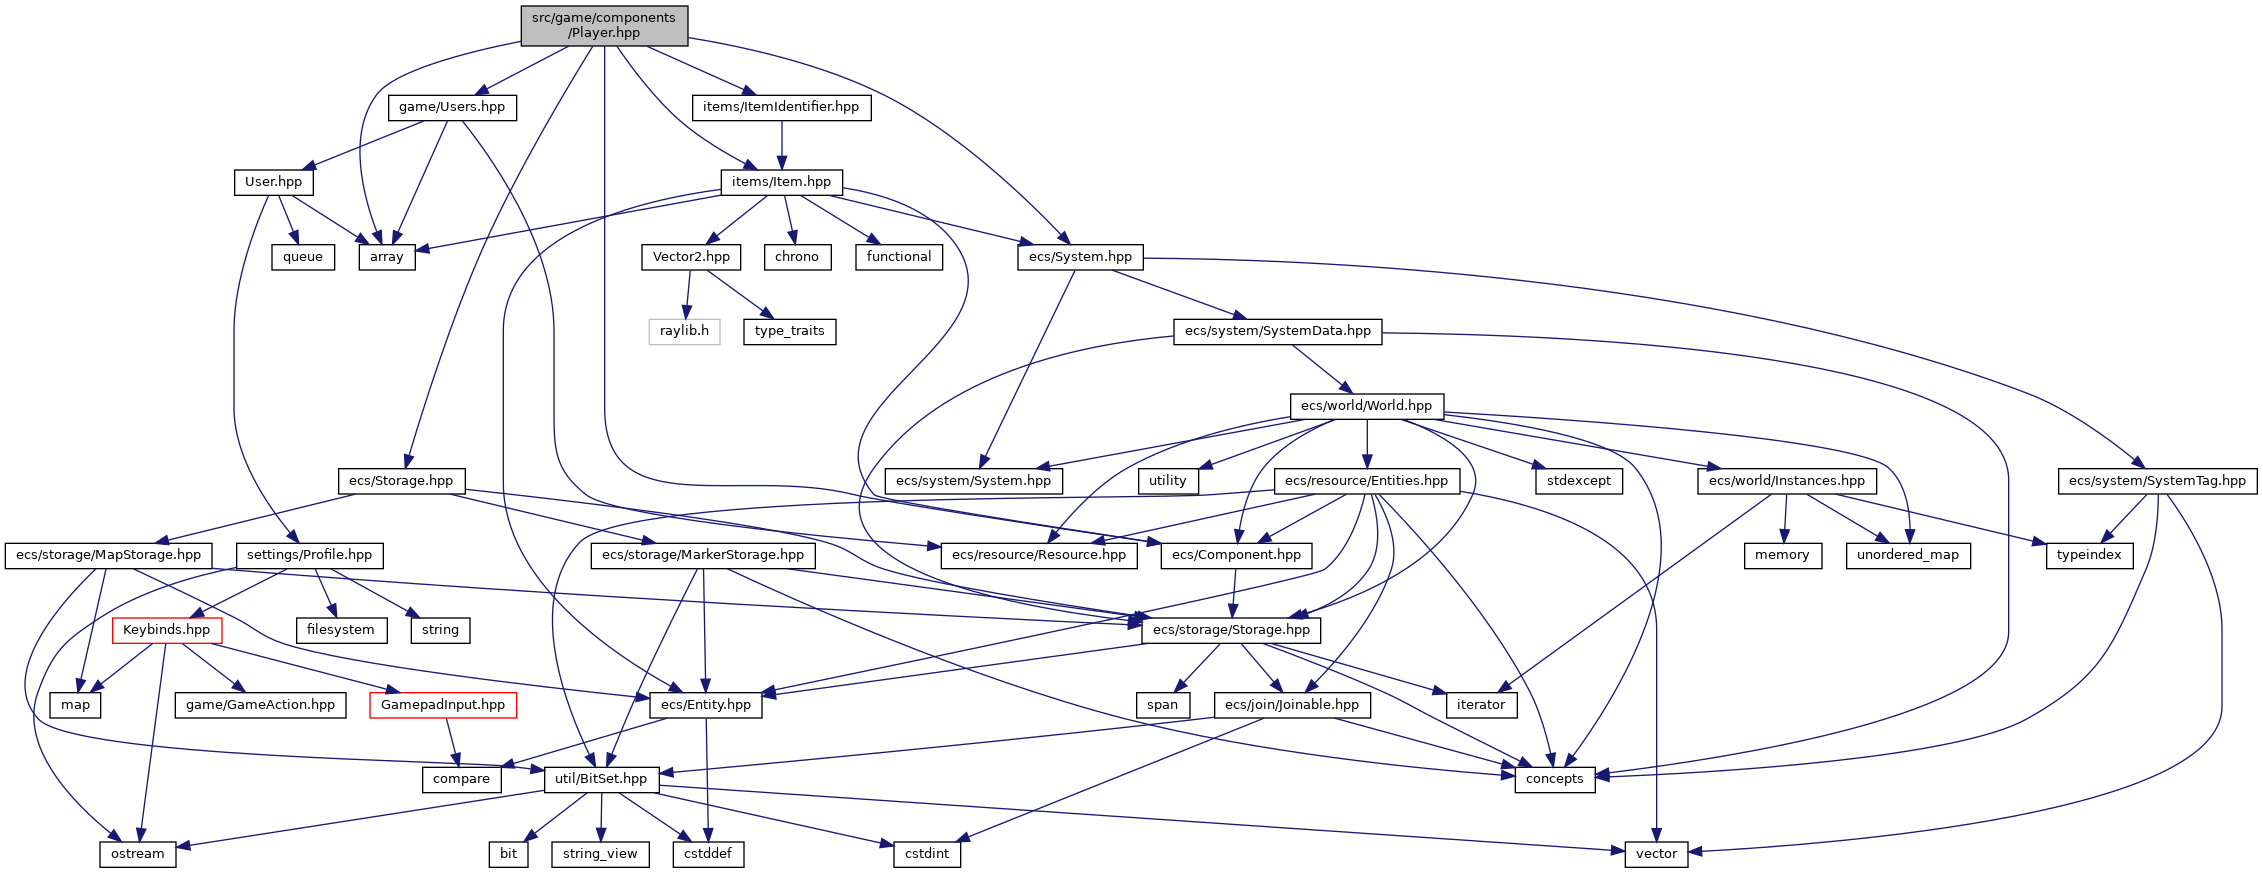 src/game/components
/Player.hpp
game/Users.hpp
items/ItemIdentifier.hpp
User.hpp
items/Item.hpp
queue
array
Vector2.hpp
chrono
functional
ecs/System.hpp
raylib.h
type_traits
ecs/system/SystemData.hpp
ecs/world/World.hpp
ecs/Storage.hpp
ecs/system/System.hpp
utility
ecs/resource/Entities.hpp
stdexcept
ecs/world/Instances.hpp
ecs/system/SystemTag.hpp
ecs/storage/MapStorage.hpp
settings/Profile.hpp
ecs/storage/MarkerStorage.hpp
ecs/resource/Resource.hpp
ecs/Component.hpp
memory
unordered_map
typeindex
Keybinds.hpp
filesystem
string
ecs/storage/Storage.hpp
map
game/GameAction.hpp
GamepadInput.hpp
ecs/Entity.hpp
span
ecs/join/Joinable.hpp
iterator
compare
util/BitSet.hpp
concepts
ostream
bit
string_view
cstddef
cstdint
vector